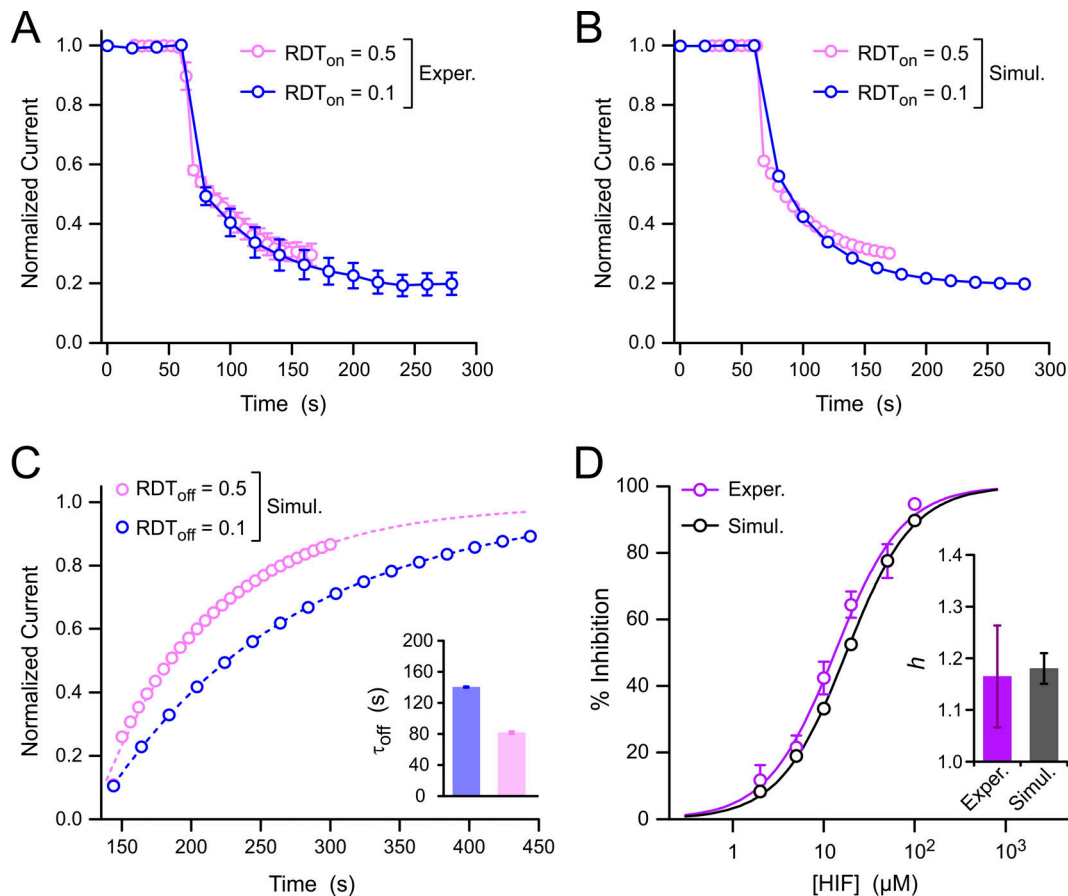 A
RDTon = 0.5
RDTon = 0.1
Exper.
Normalized Current
1.0
0.8
0.6
0.4
0.2
0.0
0 50 100 150 200 250 300
Time (s)
B
RDTon = 0.5
RDTon = 0.1
Simul.
Normalized Current
1.0
0.8
0.6
0.4
0.2
0.0
0 50 100 150 200 250 300
Time (s)
C
RDToff = 0.5
RDToff = 0.1
Simul.
Normalized Current
1.0
0.8
0.6
0.4
0.2
0.0
150 200 250 300 350 400 450
Time (s)
τoff (s)
200
160
120
80
40
0
D
Exper.
Simul.
% Inhibition
100
80
60
40
20
0
1 10 10² 10³
[HIF] (µM)
h
1.4
1.3
1.2
1.1
1.0
Exper.
Simul.